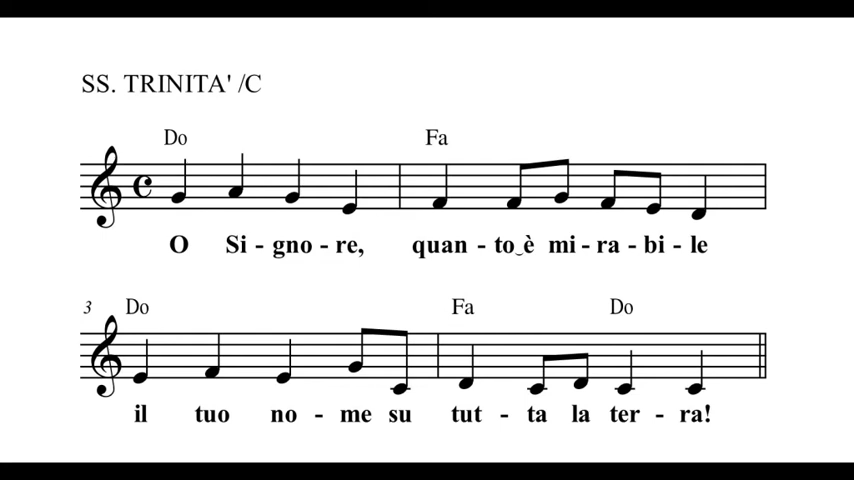 SS. TRINITA' /C
Do Fa
O Si - gno - re, quan - to‿è mi - ra - bi - le
3 Do Fa Do
il tuo no - me su tut - ta la ter - ra!